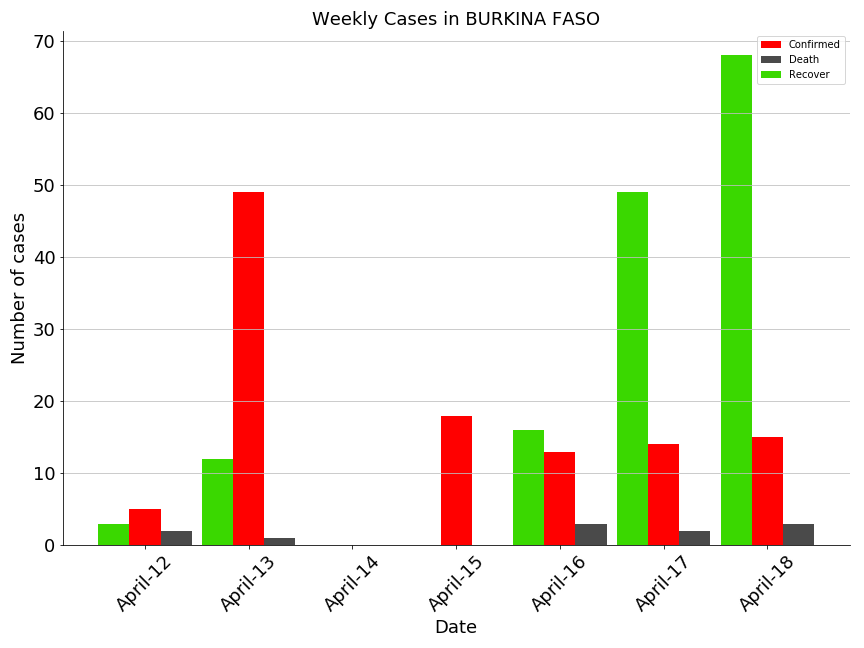 Weekly Cases in BURKINA FASO
Confirmed
Death
Recover
Number of cases
70
60
50
40
30
20
10
0
April-12
April-13
April-14
April-15
April-16
April-17
April-18
Date